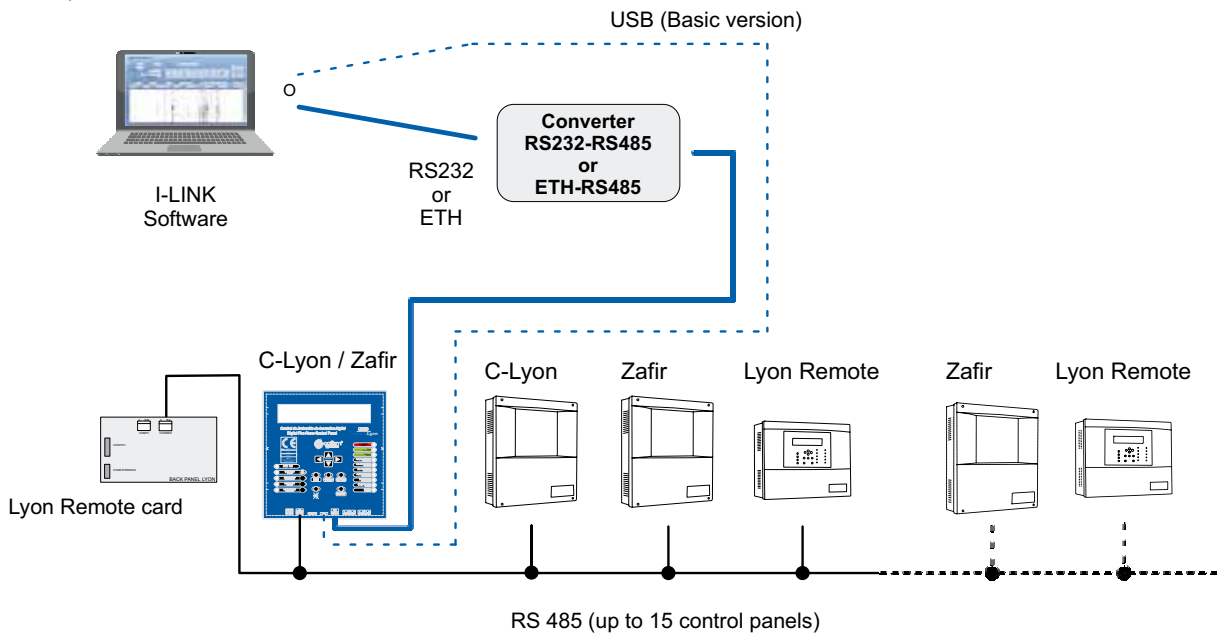 USB (Basic version)
O
Converter
RS232-RS485
or
ETH-RS485
RS232
or
ETH
I-LINK
Software
C-Lyon / Zafir
C-Lyon
Zafir
Lyon Remote
Zafir
Lyon Remote
BACK PANEL LYON
Lyon Remote card
RS 485 (up to 15 control panels)